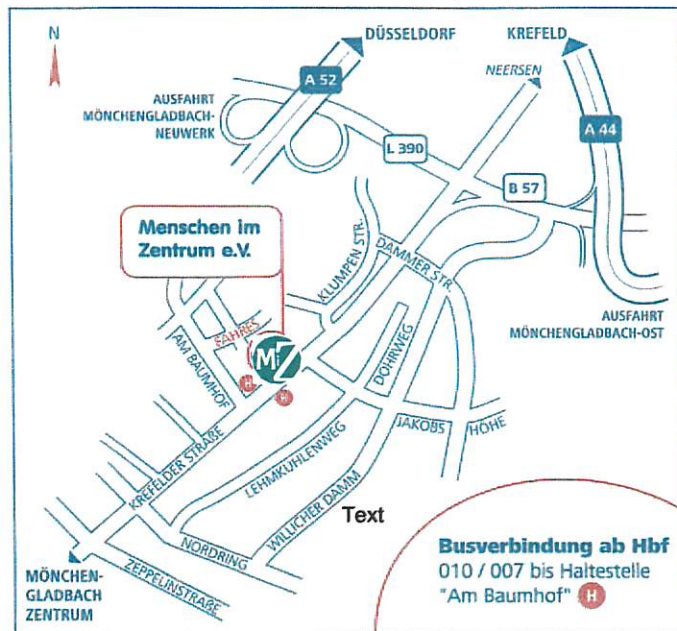 N
DÜSSELDORF
KREFELD
NEERSEN
A 52
AUSFAHRT
MÖNCHENGLADBACH-
NEUWERK
A 44
L 390
B 57
Menschen im
Zentrum e.V.
KLUMPEN STR.
DAMMER STR.
AUSFAHRT
MÖNCHENGLADBACH-OST
FAHRES
AM BAUMHOF
M
H
H
DOHRWEG
JAKOBS
HÖHE
KREFELDER STRAßE
LEHMKUHLENWEG
WILLICHER DAMM
Text
NORDRING
ZEPPELINSTRAßE
MÖNCHEN-
GLADBACH
ZENTRUM
Busverbindung ab Hbf
010 / 007 bis Haltestelle
"Am Baumhof" H